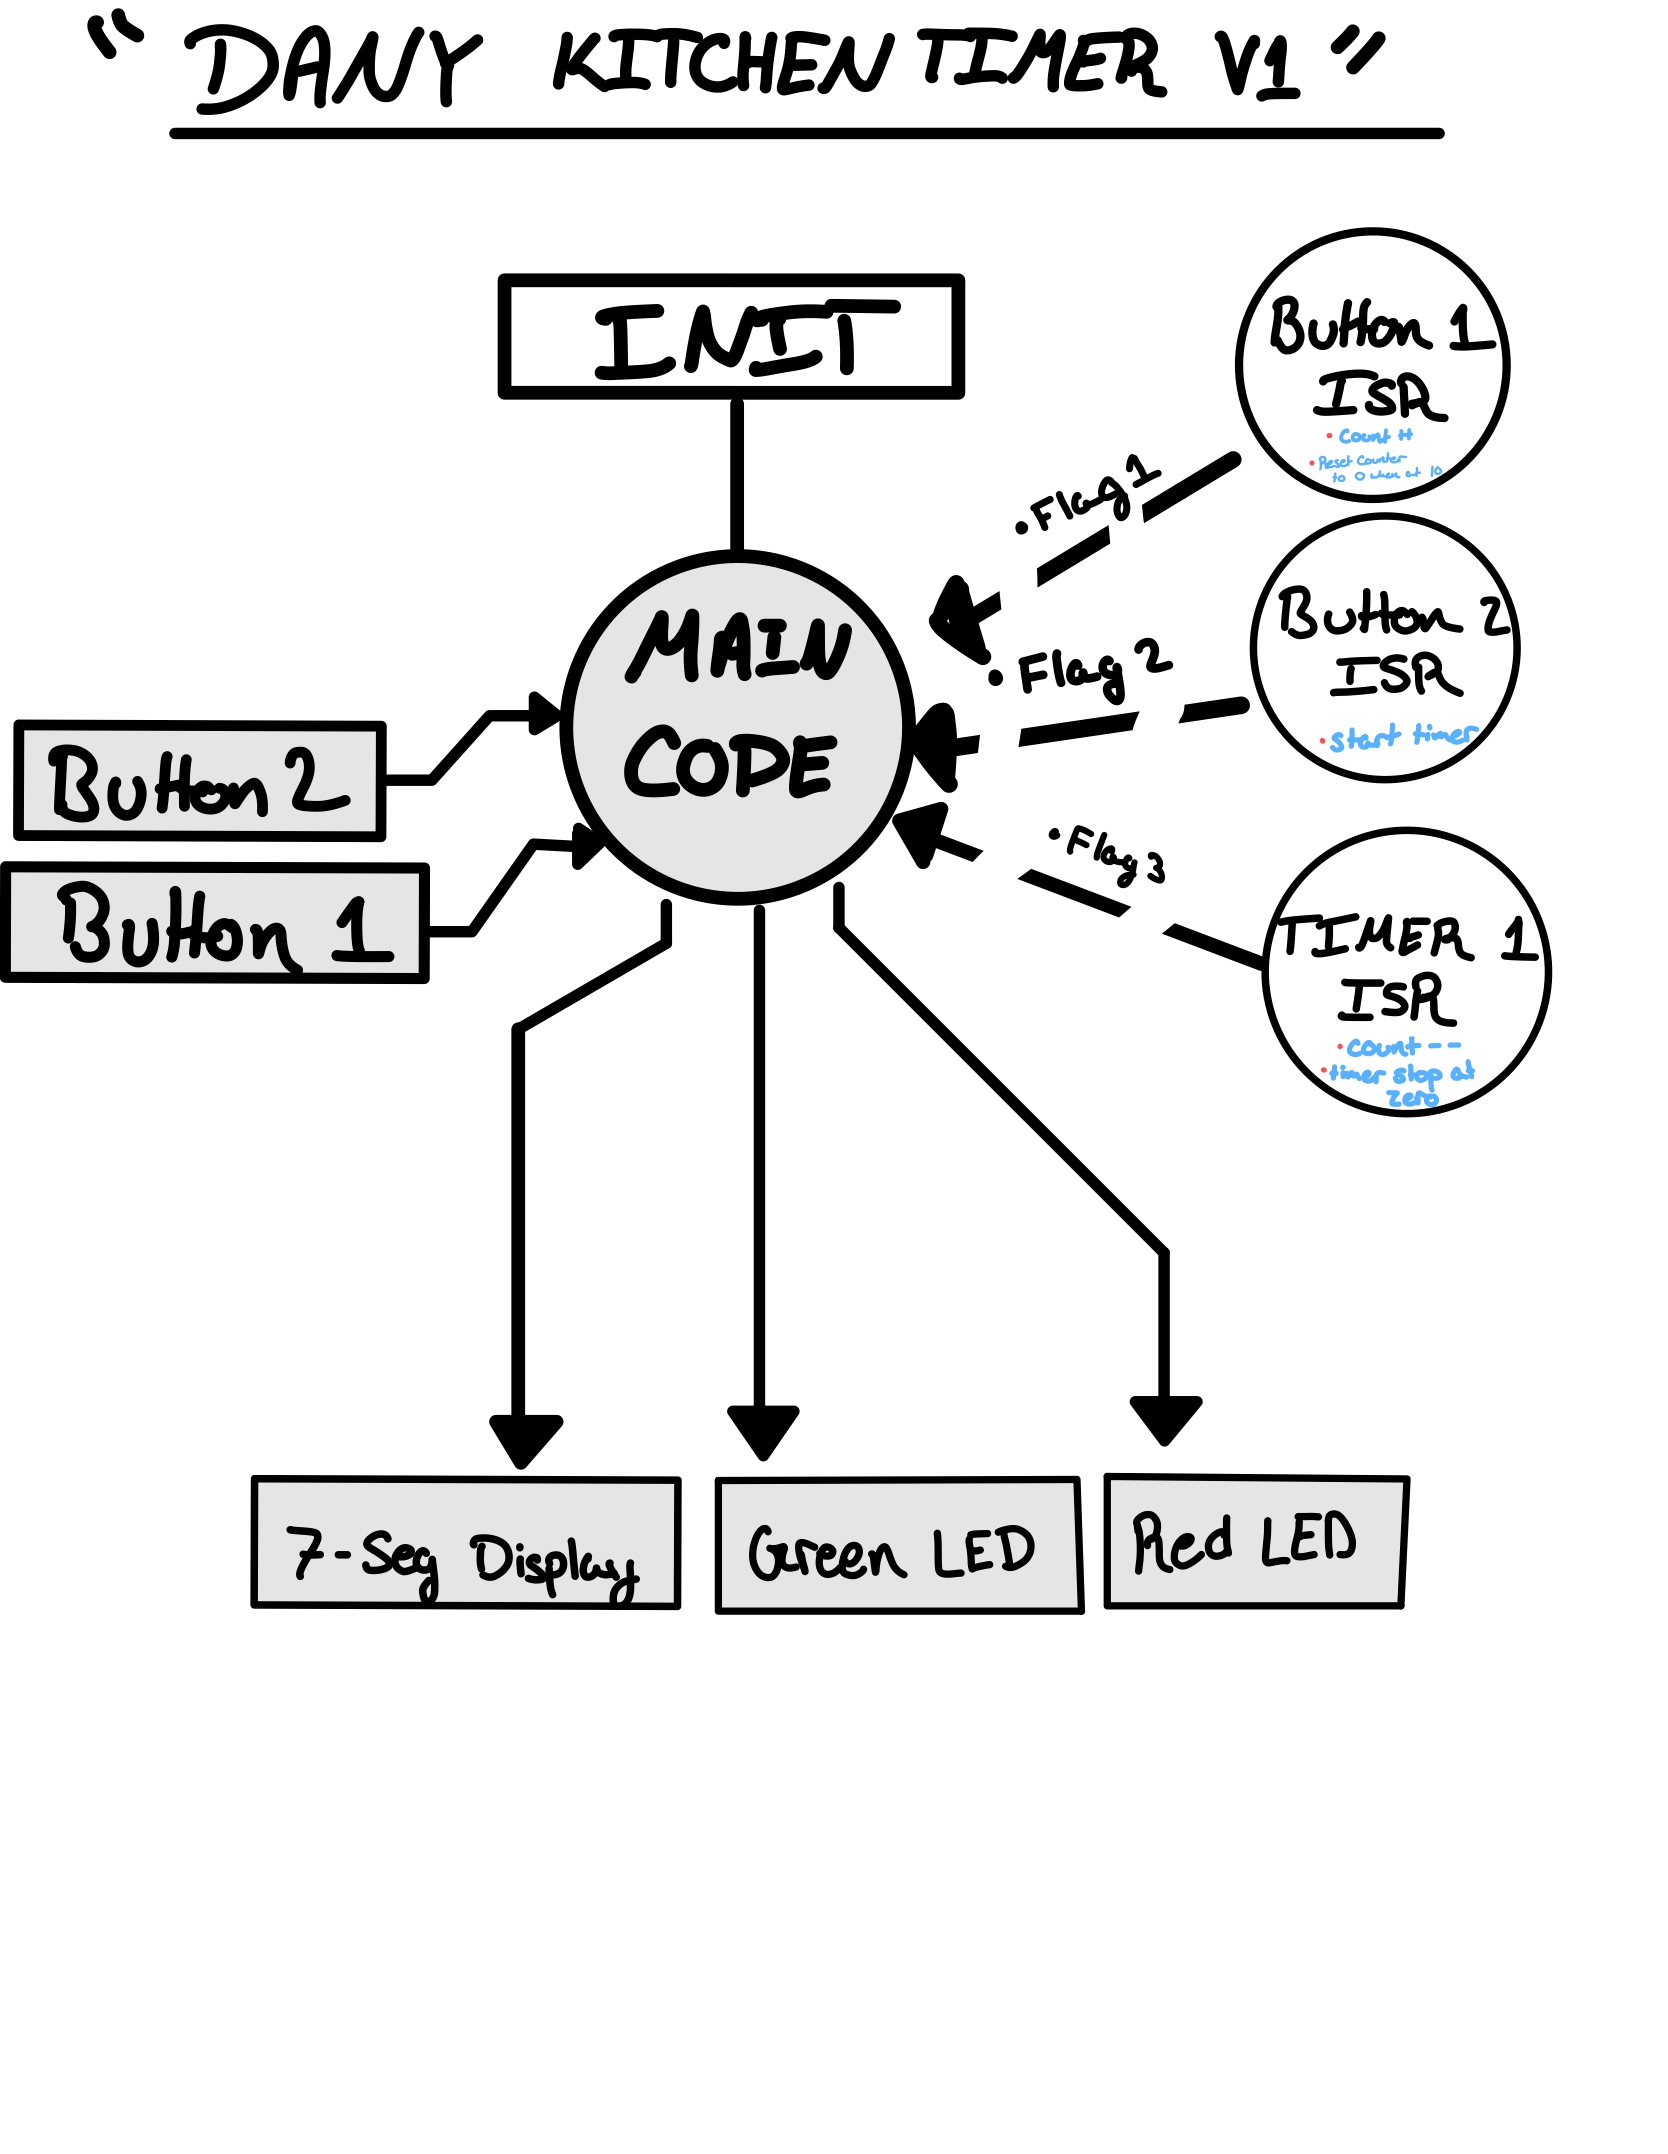 “ DANY KITCHEN TIMER V1 ”
INIT
Button 1
ISR
• Count ++
• Reset Counter
to 0 when at 10
• Flag 1
MAIN
CODE
Button 2
ISR
• start timer
• Flag 2
Button 2
Button 1
• Flag 3
TIMER 1
ISR
• count --
• timer stop at
zero
7-Seg Display
Green LED
Red LED